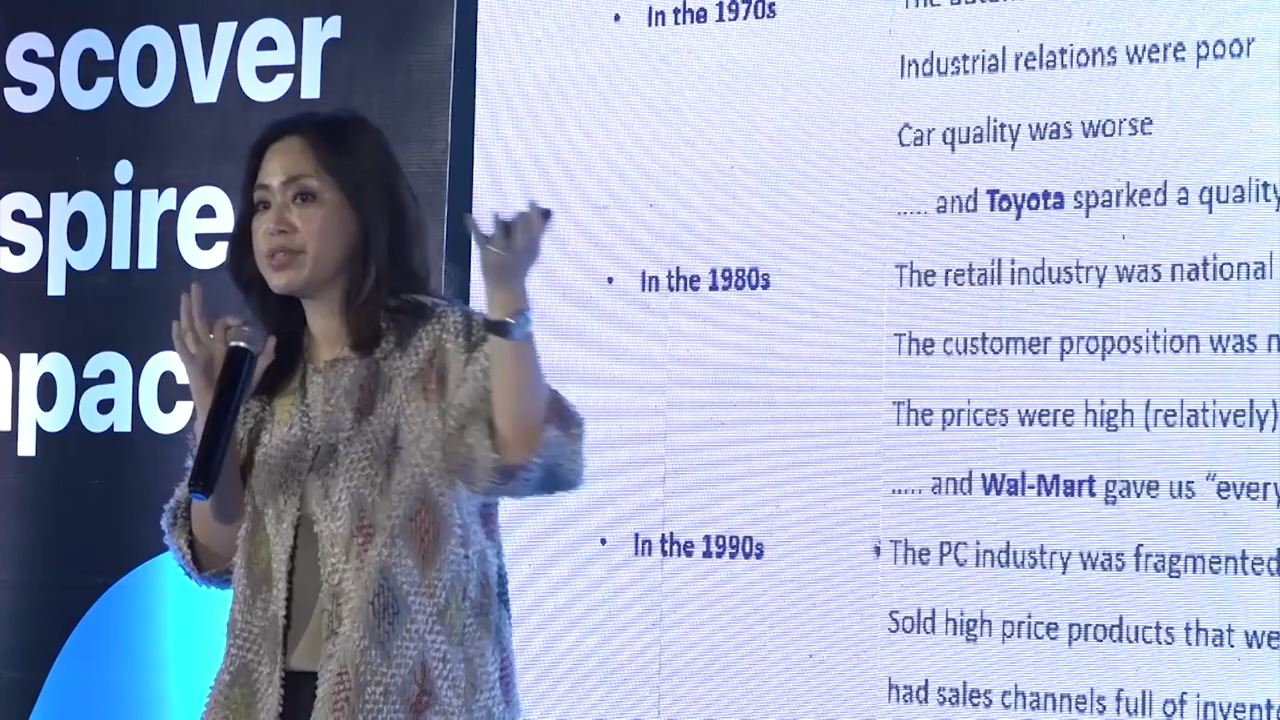 scover
spire
npac
• In the 1970s
Industrial relations were poor
Car quality was worse
..... and Toyota sparked a quality
• In the 1980s
The retail industry was national
The customer proposition was
The prices were high (relatively)
..... and Wal-Mart gave us "every
• In the 1990s
The PC industry was fragmented
Sold high price products that we
had sales channels full of invent